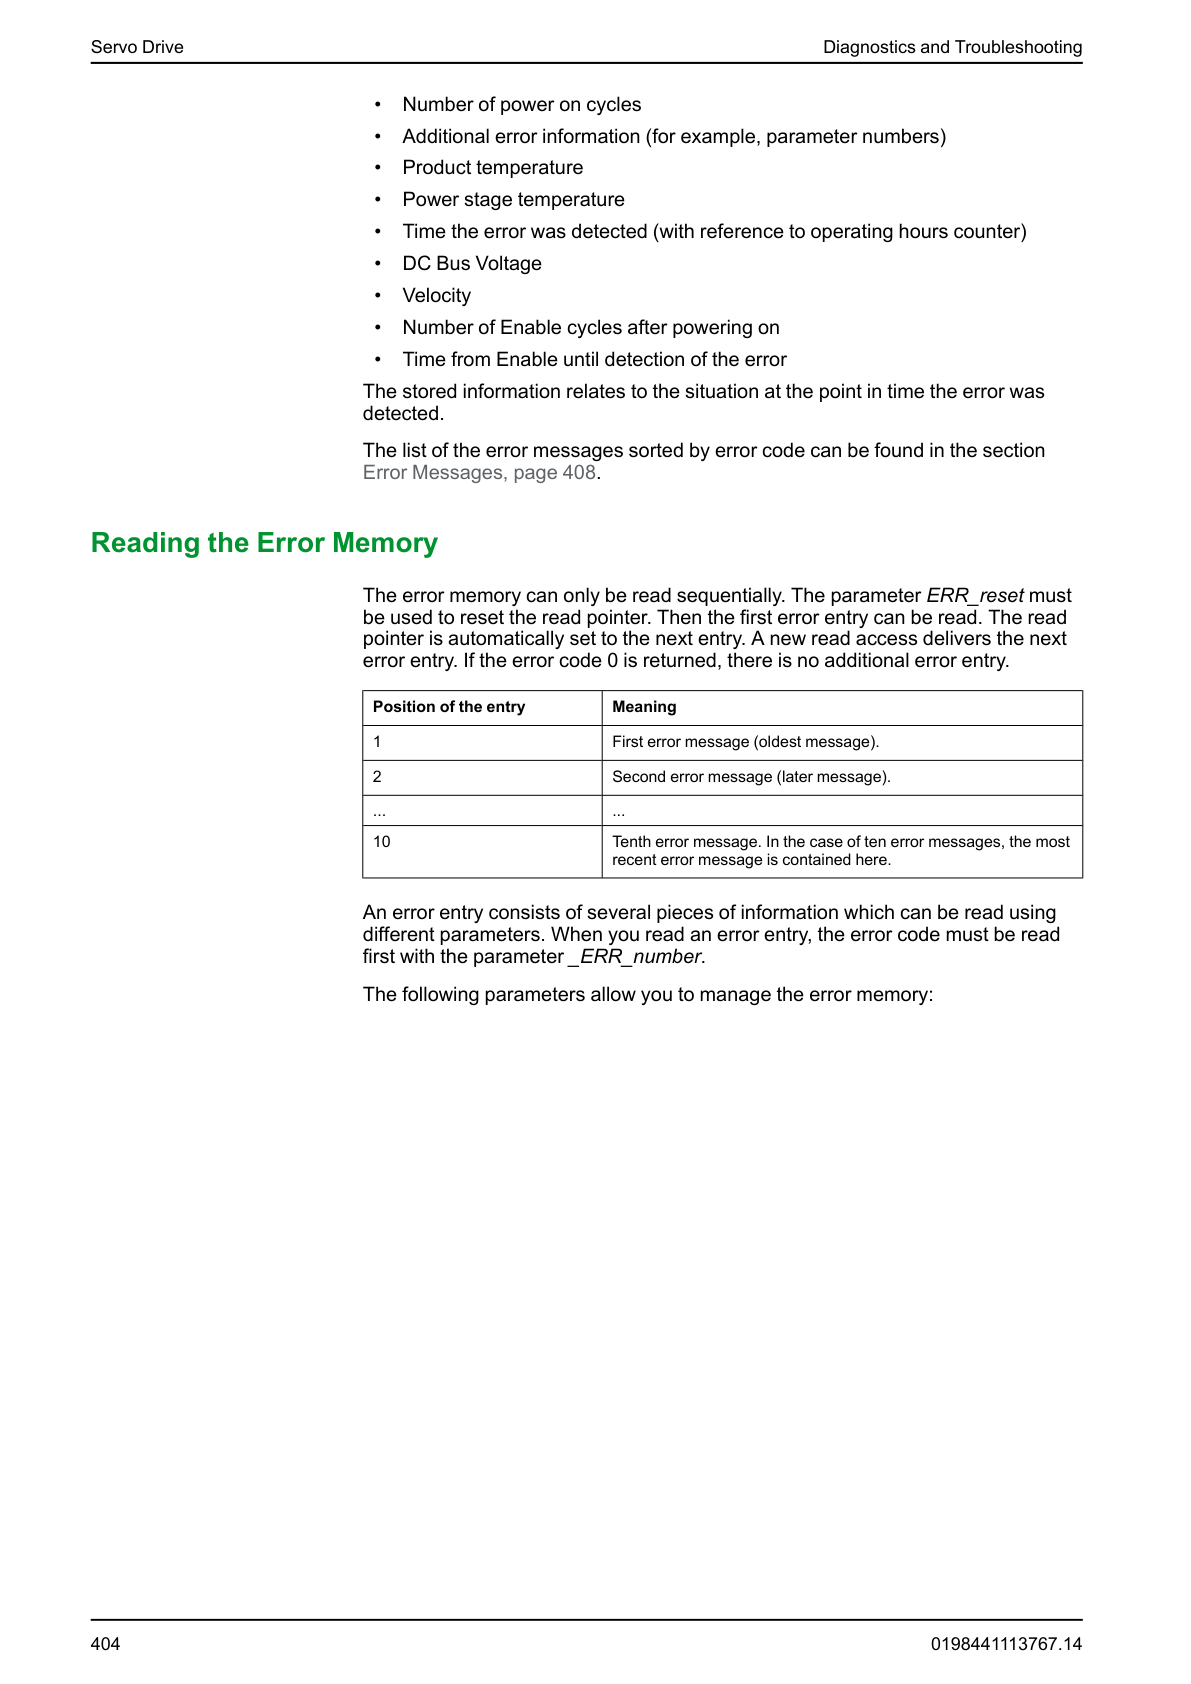 Servo Drive
Diagnostics and Troubleshooting
• Number of power on cycles
• Additional error information (for example, parameter numbers)
• Product temperature
• Power stage temperature
• Time the error was detected (with reference to operating hours counter)
• DC Bus Voltage
• Velocity
• Number of Enable cycles after powering on
• Time from Enable until detection of the error
The stored information relates to the situation at the point in time the error was
detected.
The list of the error messages sorted by error code can be found in the section
Error Messages, page 408.
Reading the Error Memory
The error memory can only be read sequentially. The parameter ERR_reset must
be used to reset the read pointer. Then the first error entry can be read. The read
pointer is automatically set to the next entry. A new read access delivers the next
error entry. If the error code 0 is returned, there is no additional error entry.
Position of the entry
Meaning
1
First error message (oldest message).
2
Second error message (later message).
...
...
10
Tenth error message. In the case of ten error messages, the most
recent error message is contained here.
An error entry consists of several pieces of information which can be read using
different parameters. When you read an error entry, the error code must be read
first with the parameter _ERR_number.
The following parameters allow you to manage the error memory:
404
0198441113767.14